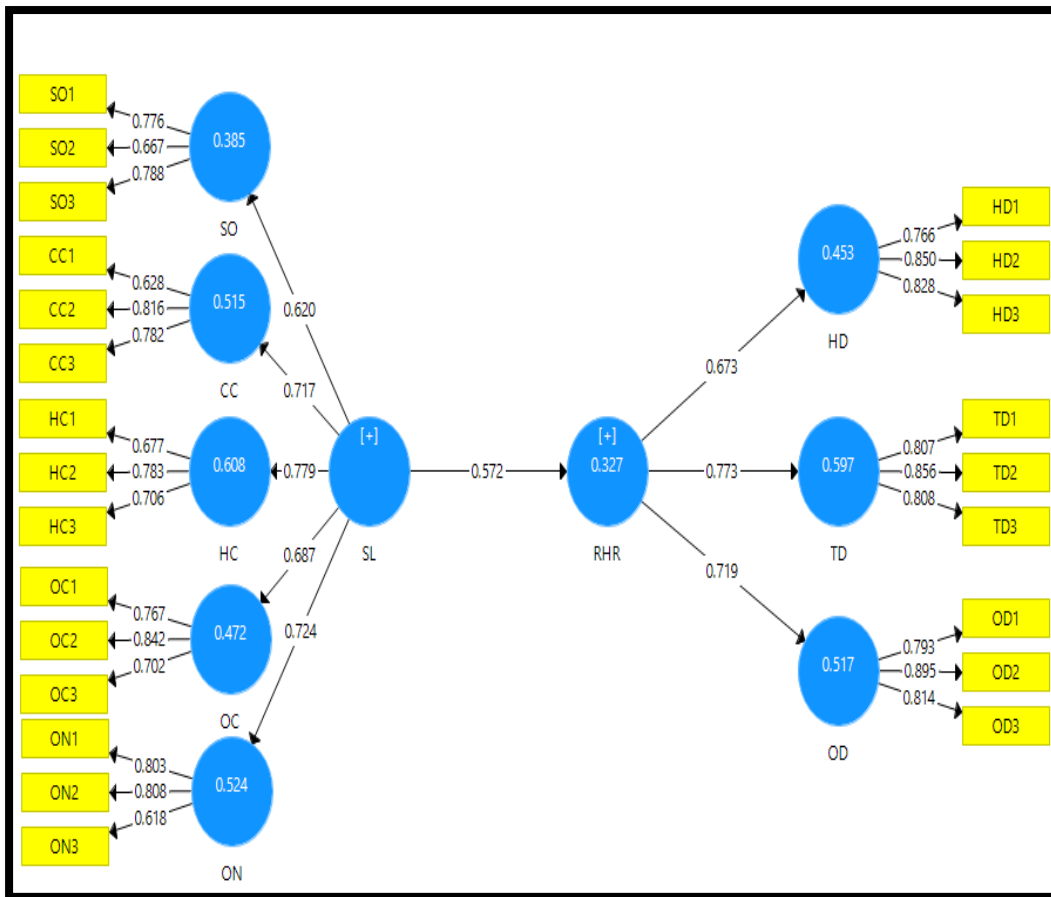 SO1
0.776
SO2
0.667
SO3
0.788
0.385
SO
CC1
0.628
CC2
0.816
CC3
0.782
0.515
CC
HC1
0.677
HC2
0.783
HC3
0.706
0.608
HC
OC1
0.767
OC2
0.842
OC3
0.702
0.472
OC
ON1
0.803
ON2
0.808
ON3
0.618
0.524
ON
0.620
0.717
0.779
0.687
0.724
[+]
SL
0.572
[+]
0.327
RHR
0.673
0.773
0.719
0.453
HD
0.766
HD1
0.850
HD2
0.828
HD3
0.597
TD
0.807
TD1
0.856
TD2
0.808
TD3
0.517
OD
0.793
OD1
0.895
OD2
0.814
OD3